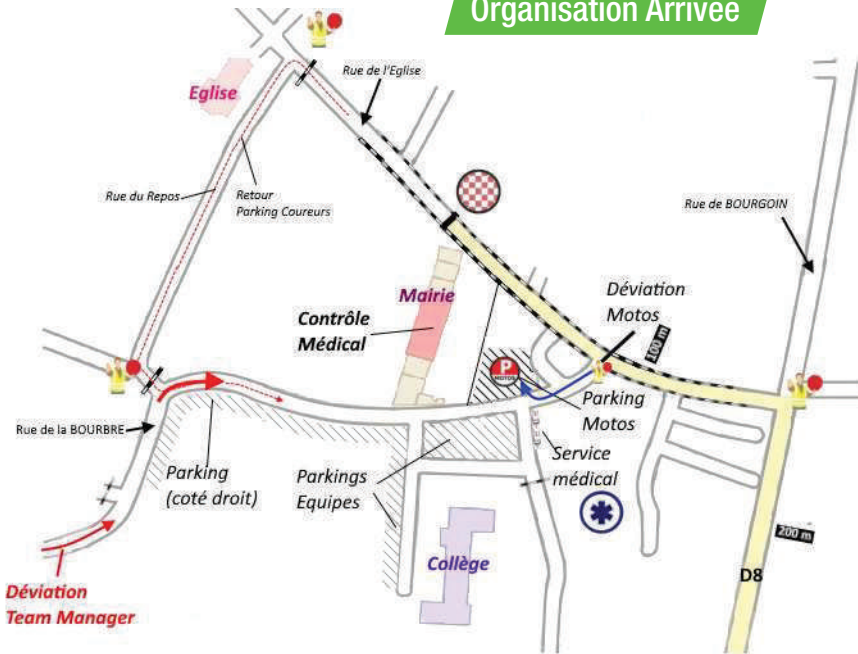 Organisation Arrivée
Rue de l'Eglise
Eglise
Rue du Repos
Retour
Parking Coureurs
Rue de BOURGOIN
Mairie
Contrôle
Médical
Déviation
Motos
100 m
P
MOTOS
Parking
Motos
Rue de la BOURBRE
Parking
(coté droit)
Parkings
Equipes
Service
médical
200 m
Collège
D8
Déviation
Team Manager